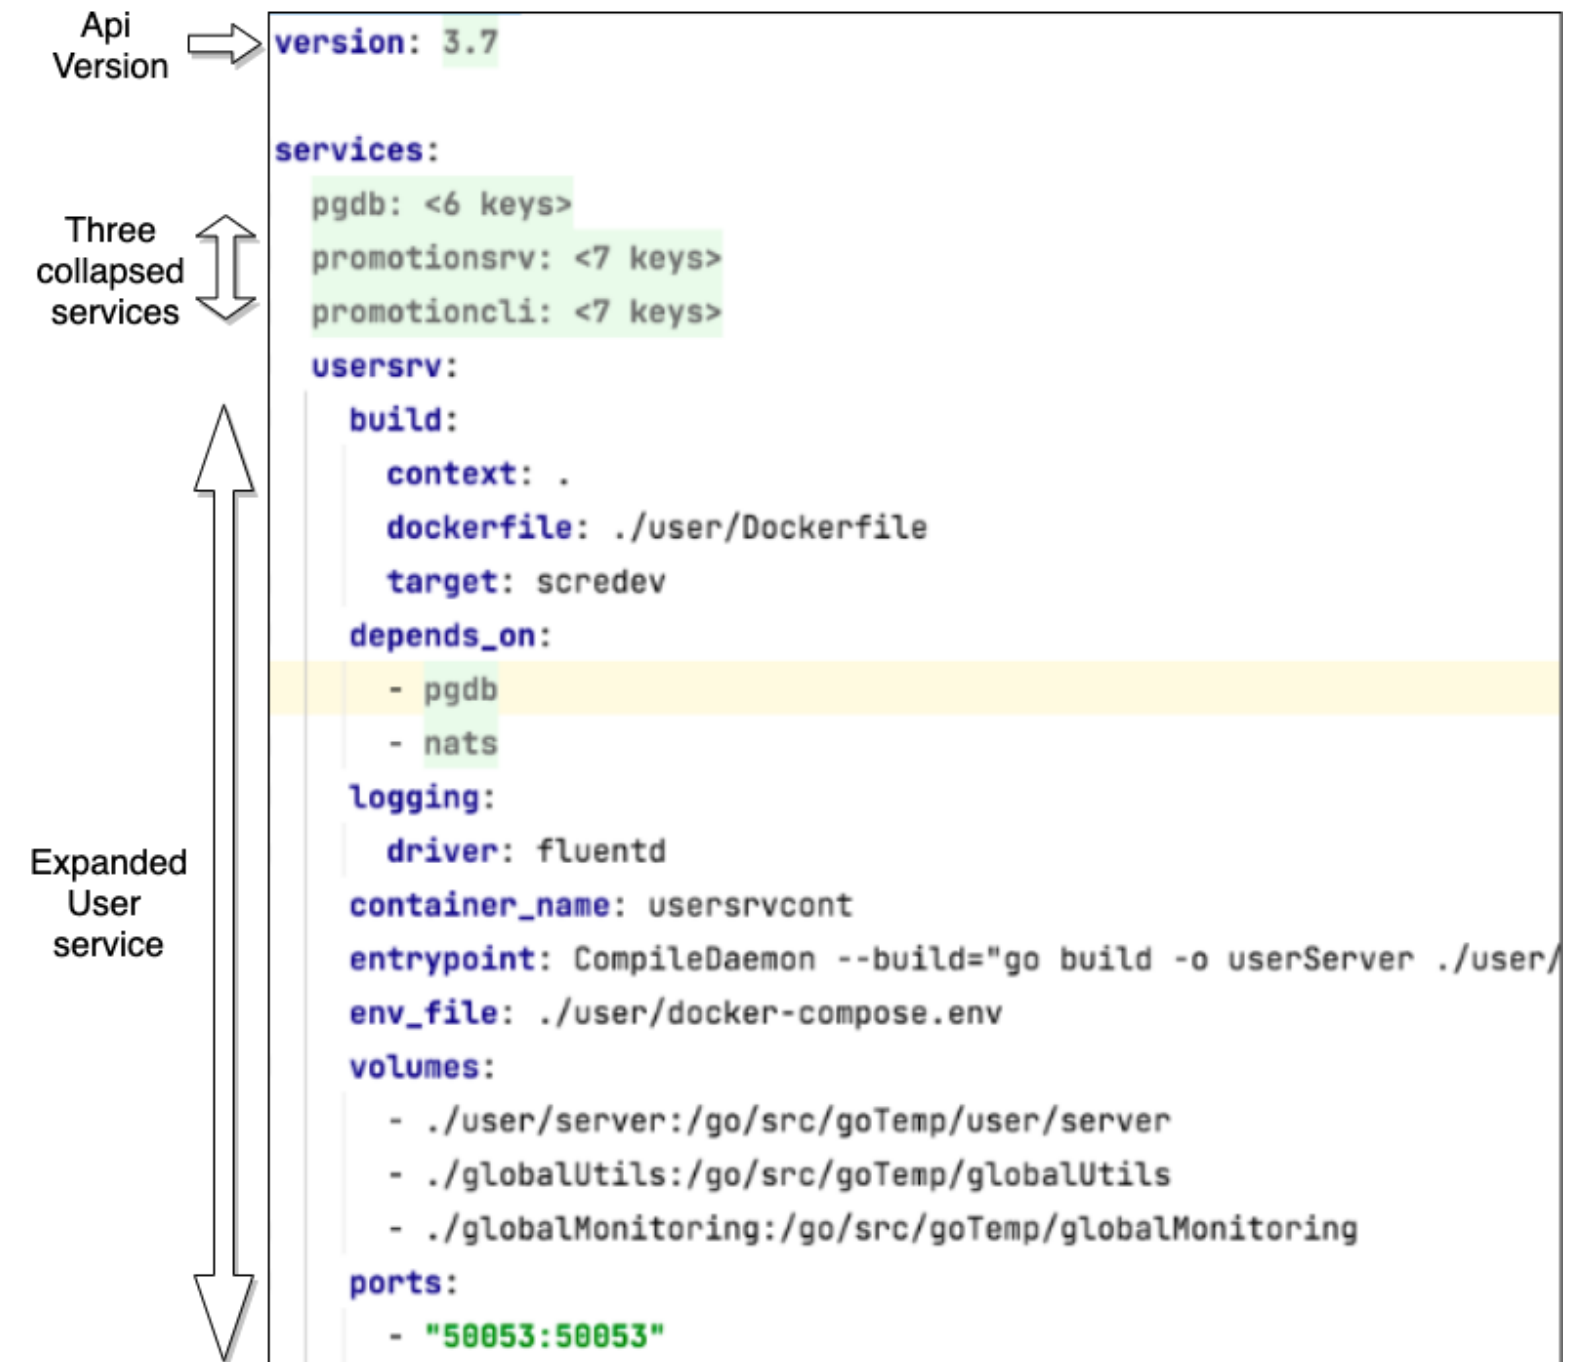 Api
Version
version: 3.7
services:
Three
collapsed
services
pgdb: <6 keys>
promotionsrv: <7 keys>
promotioncli: <7 keys>
usersrv:
build:
context: .
dockerfile: ./user/Dockerfile
target: scredev
depends_on:
- pgdb
- nats
logging:
driver: fluentd
Expanded
User
service
container_name: usersrvcont
entrypoint: CompileDaemon --build="go build -o userServer ./user/
env_file: ./user/docker-compose.env
volumes:
- ./user/server:/go/src/goTemp/user/server
- ./globalUtils:/go/src/goTemp/globalUtils
- ./globalMonitoring:/go/src/goTemp/globalMonitoring
ports:
- "50053:50053"